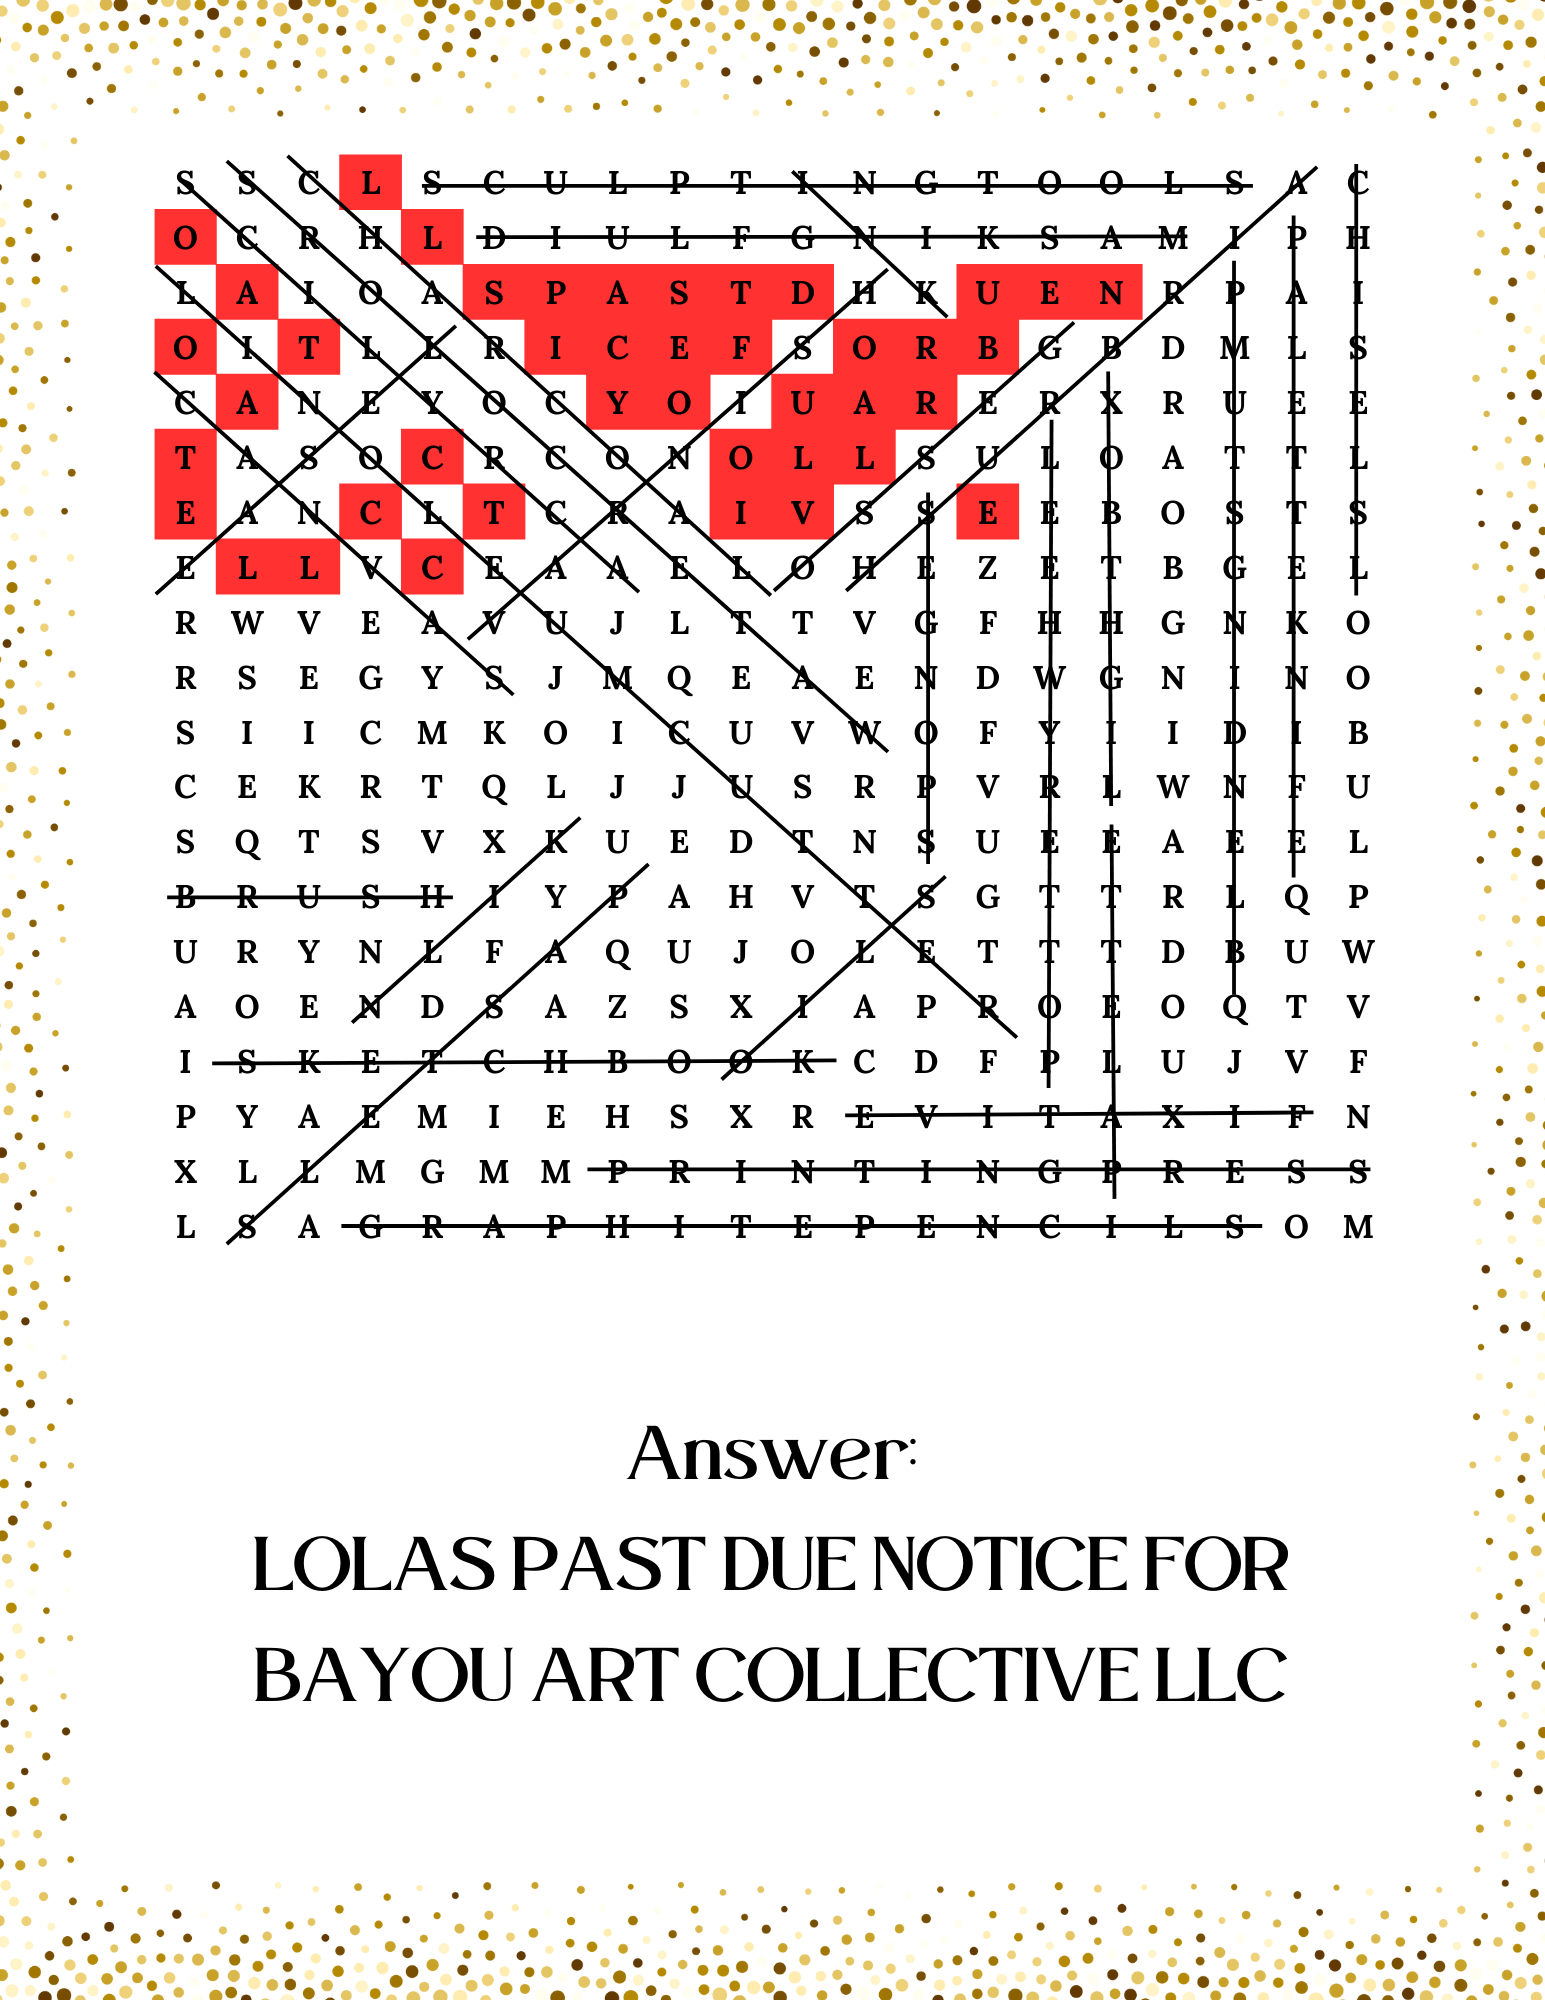 S S C L S C U L P T I N G T O O L S A C
O C R H L D I U L F G N I K S A M I P H
L A I O A S P A S T D H K U E N R P A I
O I T L L R I C E F S O R B G B D M L S
C A N E Y O C Y O I U A R E R X R U E E
T A S O C R C O N O L L S U L O A T T L
E A N C L T C R A I V S S E E B O S T S
E L L V C E A A E L O H E Z E T B G E L
R W V E A V U J L T T V G F H H G N K O
R S E G Y S J M Q E A E N D W G N I N O
S I I C M K O I C U V W O F Y I I D I B
C E K R T Q L J J U S R P V R L W N F U
S Q T S V X K U E D T N S U E E A E E L
B R U S H I Y P A H V T S G T T R L Q P
U R Y N L F A Q U J O L E T T T D B U W
A O E N D S A Z S X I A P R O E O Q T V
I S K E T C H B O O K C D F P L U J V F
P Y A E M I E H S X R E V I T A X I F N
X L L M G M M P R I N T I N G P R E S S
L S A G R A P H I T E P E N C I L S O M
Answer:
LOLAS PAST DUE NOTICE FOR
BAYOU ART COLLECTIVE LLC